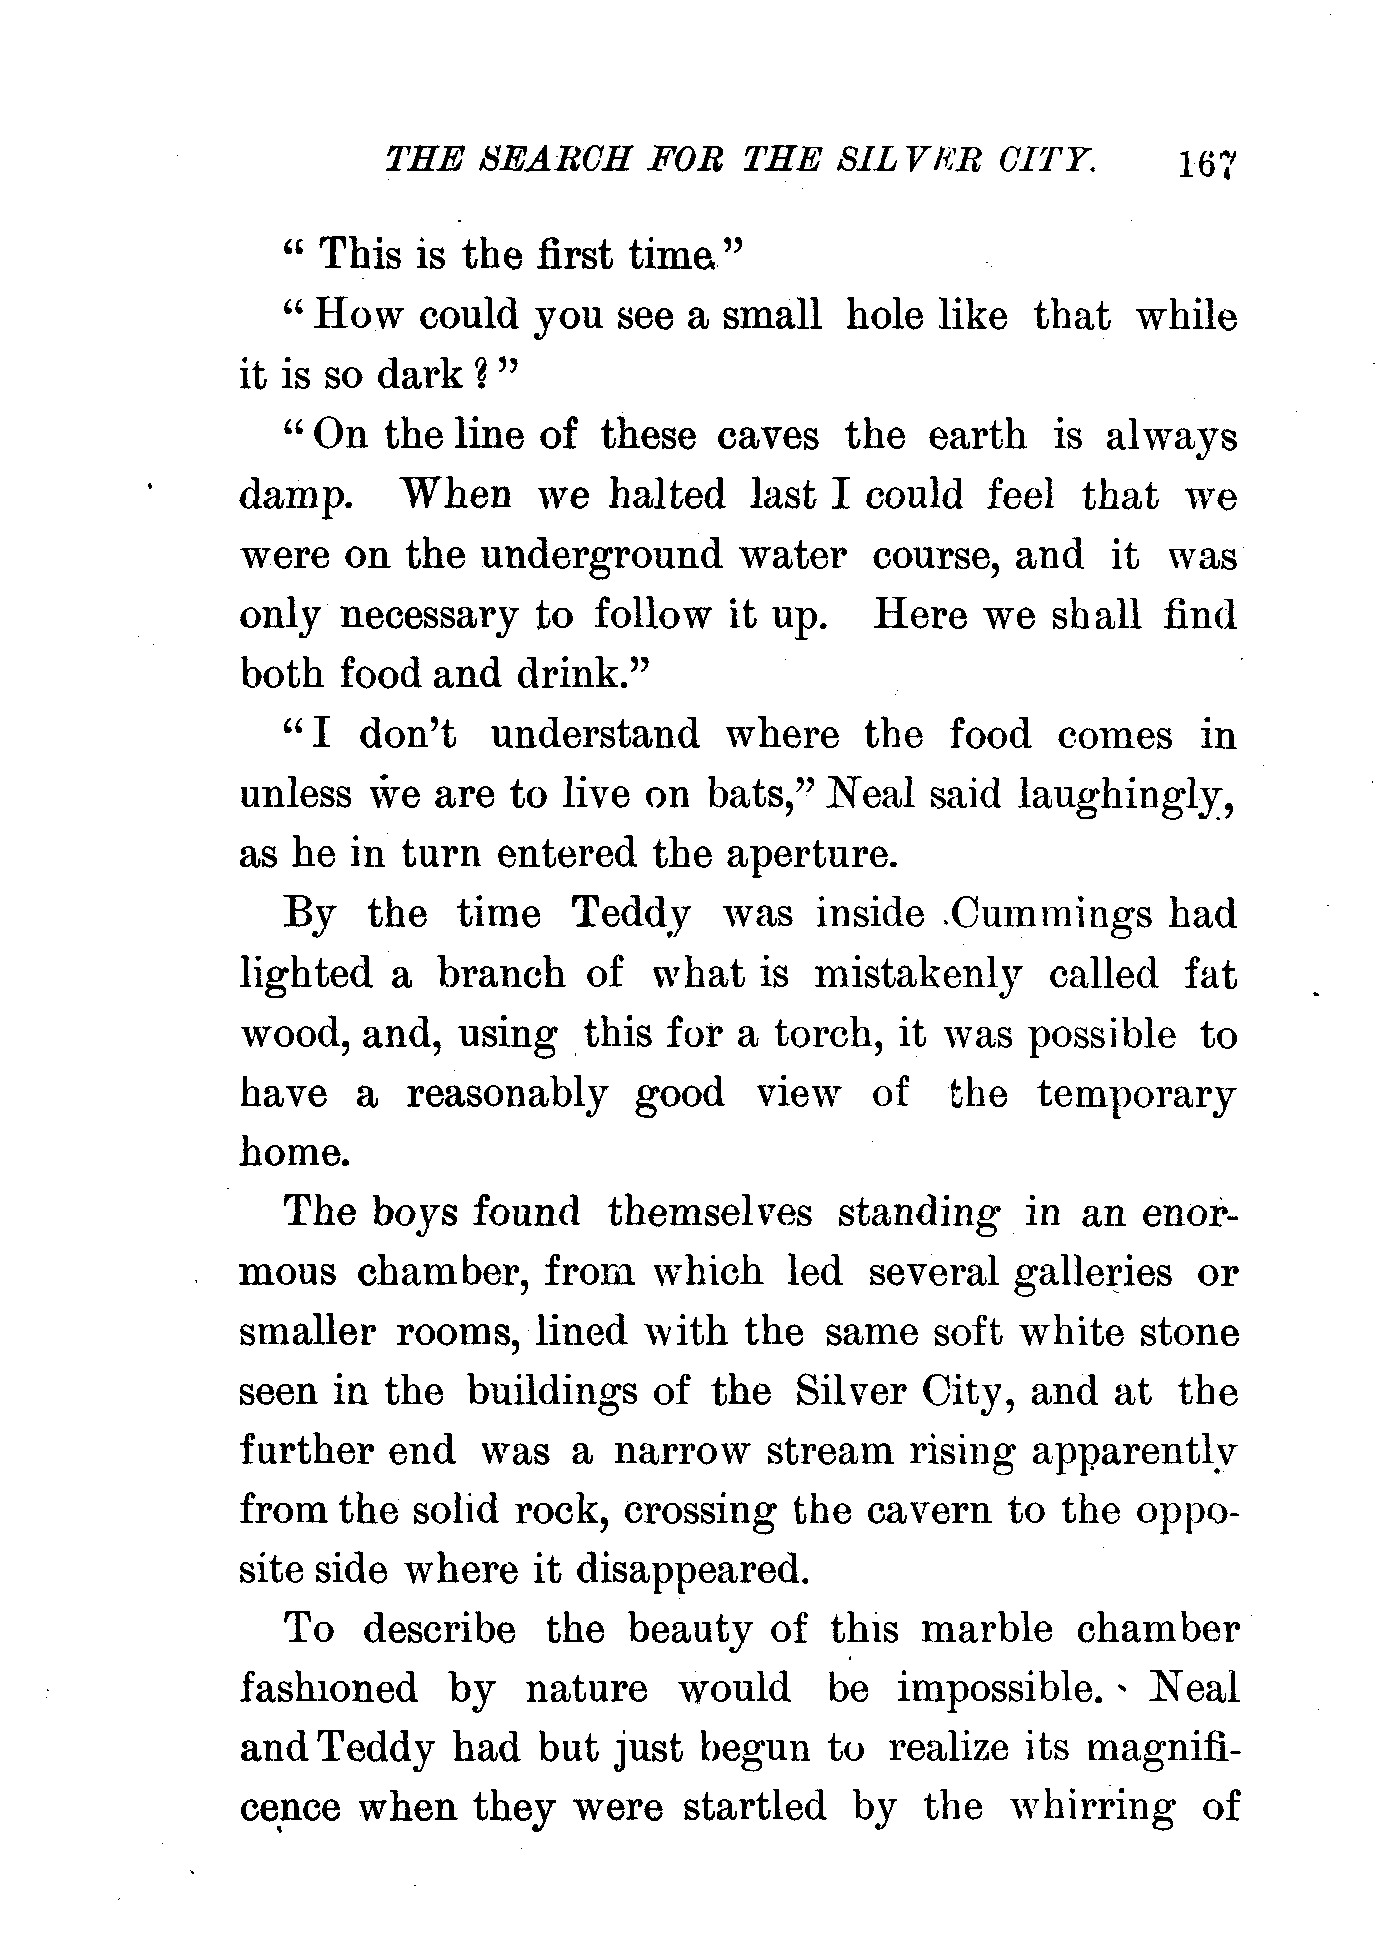 THE SEARCH FOR THE SILVER CITY. 167
" This is the first time."
" How could you see a small hole like that while
it is so dark ? "
" On the line of these caves the earth is always
damp. When we halted last I could feel that we
were on the underground water course, and it was
only necessary to follow it up. Here we shall find
both food and drink."
" I don't understand where the food comes in
unless we are to live on bats," Neal said laughingly,
as he in turn entered the aperture.
By the time Teddy was inside Cummings had
lighted a branch of what is mistakenly called fat
wood, and, using this for a torch, it was possible to
have a reasonably good view of the temporary
home.
The boys found themselves standing in an enor-
mous chamber, from which led several galleries or
smaller rooms, lined with the same soft white stone
seen in the buildings of the Silver City, and at the
further end was a narrow stream rising apparently
from the solid rock, crossing the cavern to the oppo-
site side where it disappeared.
To describe the beauty of this marble chamber
fashioned by nature would be impossible. Neal
and Teddy had but just begun to realize its magnifi-
cence when they were startled by the whirring of